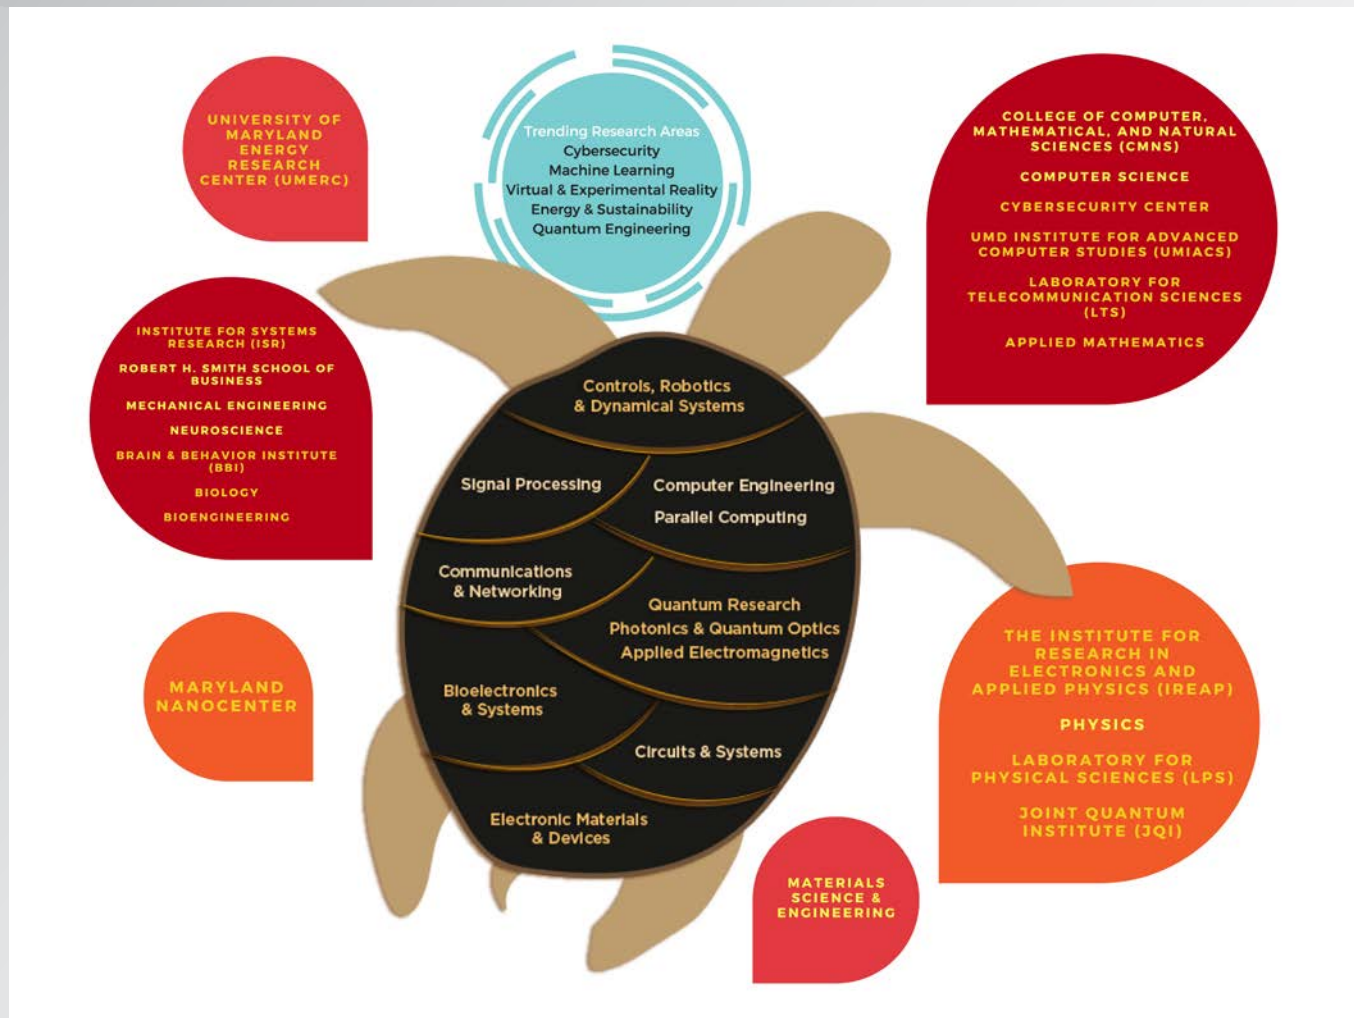 UNIVERSITY OF
MARYLAND
ENERGY
RESEARCH
CENTER (UMERC)
Trending Research Areas
Cybersecurity
Machine Learning
Virtual & Experimental Reality
Energy & Sustainability
Quantum Engineering
COLLEGE OF COMPUTER,
MATHEMATICAL, AND NATURAL
SCIENCES (CMNS)
COMPUTER SCIENCE
CYBERSECURITY CENTER
UMD INSTITUTE FOR ADVANCED
COMPUTER STUDIES (UMIACS)
LABORATORY FOR
TELECOMMUNICATION SCIENCES
(LTS)
APPLIED MATHEMATICS
INSTITUTE FOR SYSTEMS
RESEARCH (ISR)
ROBERT H. SMITH SCHOOL OF
BUSINESS
MECHANICAL ENGINEERING
NEUROSCIENCE
BRAIN & BEHAVIOR INSTITUTE
(BBI)
BIOLOGY
BIOENGINEERING
Controls, Robotics
& Dynamical Systems
Signal Processing
Computer Engineering
Parallel Computing
Communications
& Networking
Quantum Research
Photonics & Quantum Optics
Applied Electromagnetics
Bioelectronics
& Systems
Circuits & Systems
Electronic Materials
& Devices
MARYLAND
NANOCENTER
THE INSTITUTE FOR
RESEARCH IN
ELECTRONICS AND
APPLIED PHYSICS (IREAP)
PHYSICS
LABORATORY FOR
PHYSICAL SCIENCES (LPS)
JOINT QUANTUM
INSTITUTE (JQI)
MATERIALS
SCIENCE &
ENGINEERING